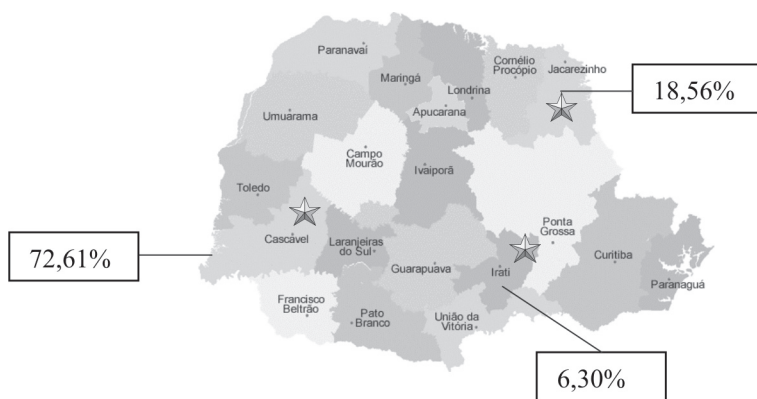 Paranavaí
Cornélio
Procópio
Jacarezinho
Maringá
Londrina
18,56%
Apucarana
Umuarama
Campo
Mourão
Ivaiporã
Toledo
Ponta
Grossa
Cascável
Laranjeiras
do Sul
72,61%
Guarapuava
Irati
Curitiba
Paranaguá
Francisco
Beltrão
Pato
Branco
União da
Vitória
6,30%